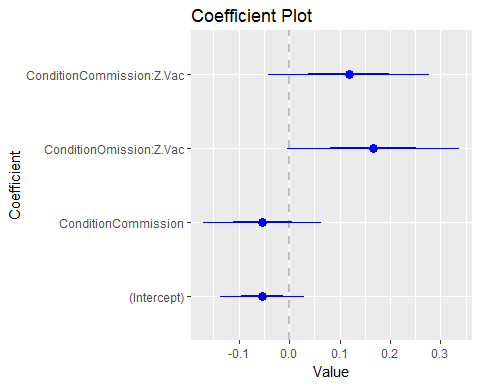 Coefficient Plot
ConditionCommission:Z.Vac
ConditionOmission:Z.Vac
ConditionCommission
(Intercept)
Coefficient
-0.1 0.0 0.1 0.2 0.3
Value